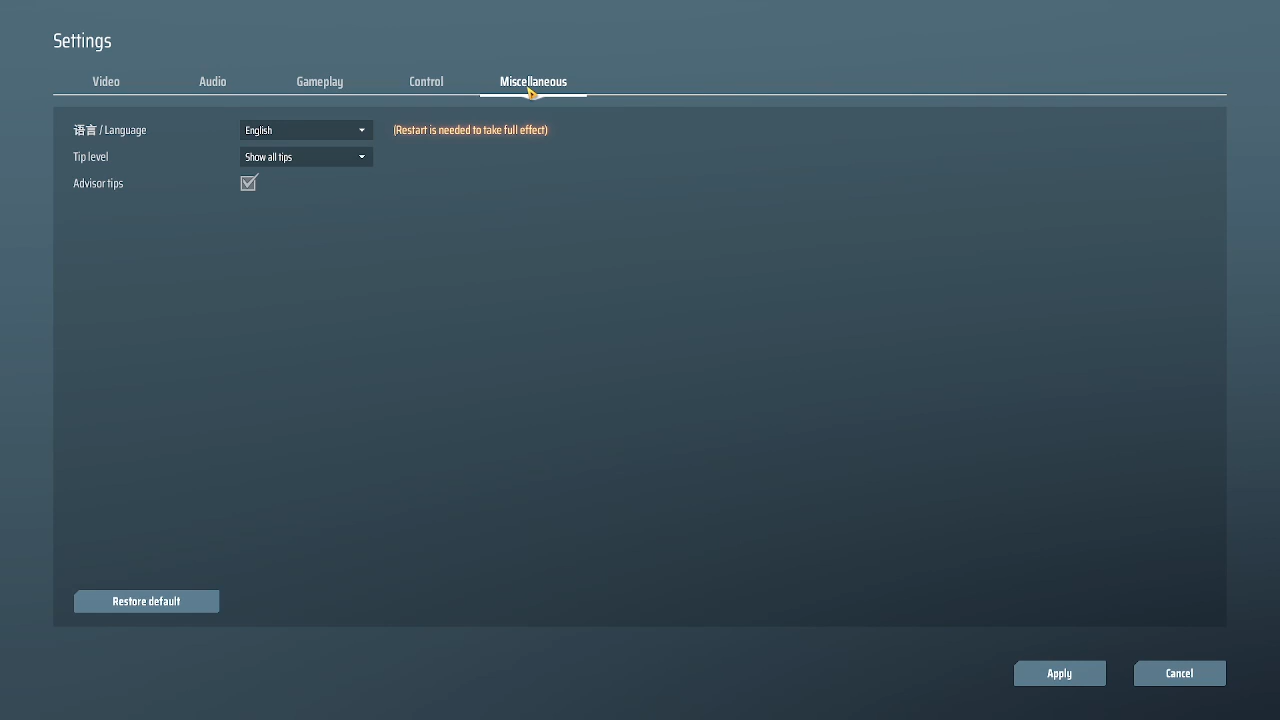 Settings
Video Audio Gameplay Control Miscellaneous
语言 / Language English (Restart is needed to take full effect)
Tip level Show all tips
Advisor tips
Restore default
Apply Cancel